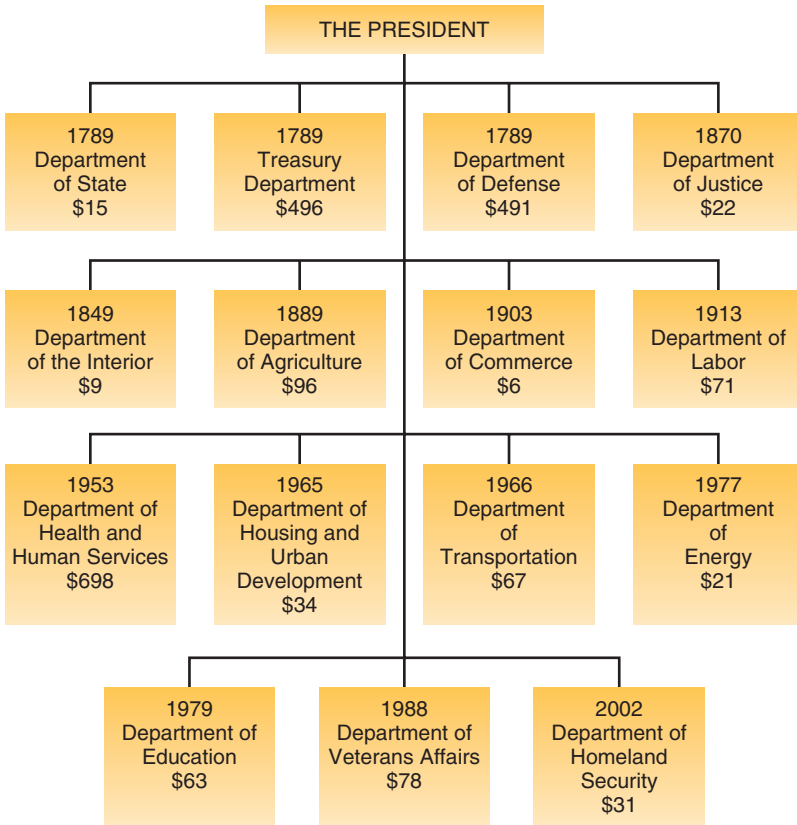 THE PRESIDENT
1789
Department
of State
$15
1789
Treasury
Department
$496
1789
Department
of Defense
$491
1870
Department
of Justice
$22
1849
Department
of the Interior
$9
1889
Department
of Agriculture
$96
1903
Department
of Commerce
$6
1913
Department of
Labor
$71
1953
Department of
Health and
Human Services
$698
1965
Department of
Housing and
Urban
Development
$34
1966
Department
of
Transportation
$67
1977
Department
of
Energy
$21
1979
Department of
Education
$63
1988
Department of
Veterans Affairs
$78
2002
Department of
Homeland
Security
$31